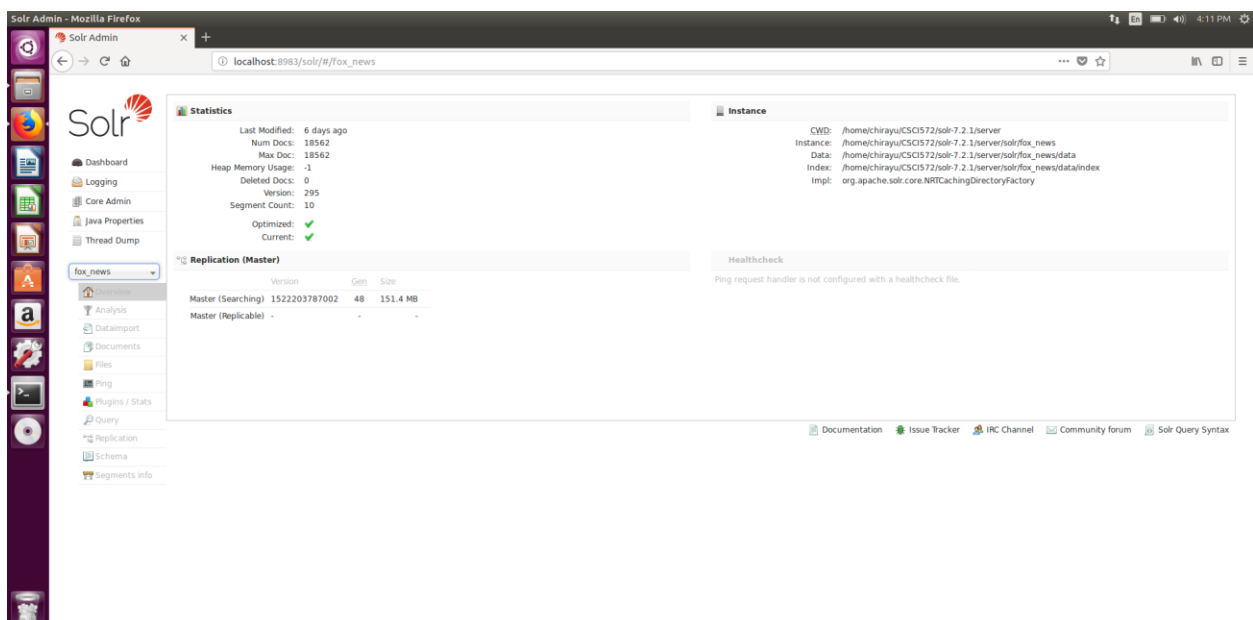 Solr Admin - Mozilla Firefox
En
4:11 PM
Solr Admin
localhost:8983/solr/#/fox_news
Solr
Dashboard
Logging
Core Admin
Java Properties
Thread Dump
fox_news
Overview
Analysis
Dataimport
Documents
Files
Ping
Plugins / Stats
Query
Replication
Schema
Segments info
Statistics
Last Modified: 6 days ago
Num Docs: 18562
Max Doc: 18562
Heap Memory Usage: -1
Deleted Docs: 0
Version: 295
Segment Count: 10
Optimized:
Current:
Instance
CWD: /home/chirayu/CSCI572/solr-7.2.1/server
Instance: /home/chirayu/CSCI572/solr-7.2.1/server/solr/fox_news
Data: /home/chirayu/CSCI572/solr-7.2.1/server/solr/fox_news/data
Index: /home/chirayu/CSCI572/solr-7.2.1/server/solr/fox_news/data/index
Impl: org.apache.solr.core.NRTCachingDirectoryFactory
Replication (Master)
Version Gen Size
Master (Searching) 1522203787002 48 151.4 MB
Master (Replicable) - - -
Healthcheck
Ping request handler is not configured with a healthcheck file.
Documentation Issue Tracker IRC Channel Community forum Solr Query Syntax